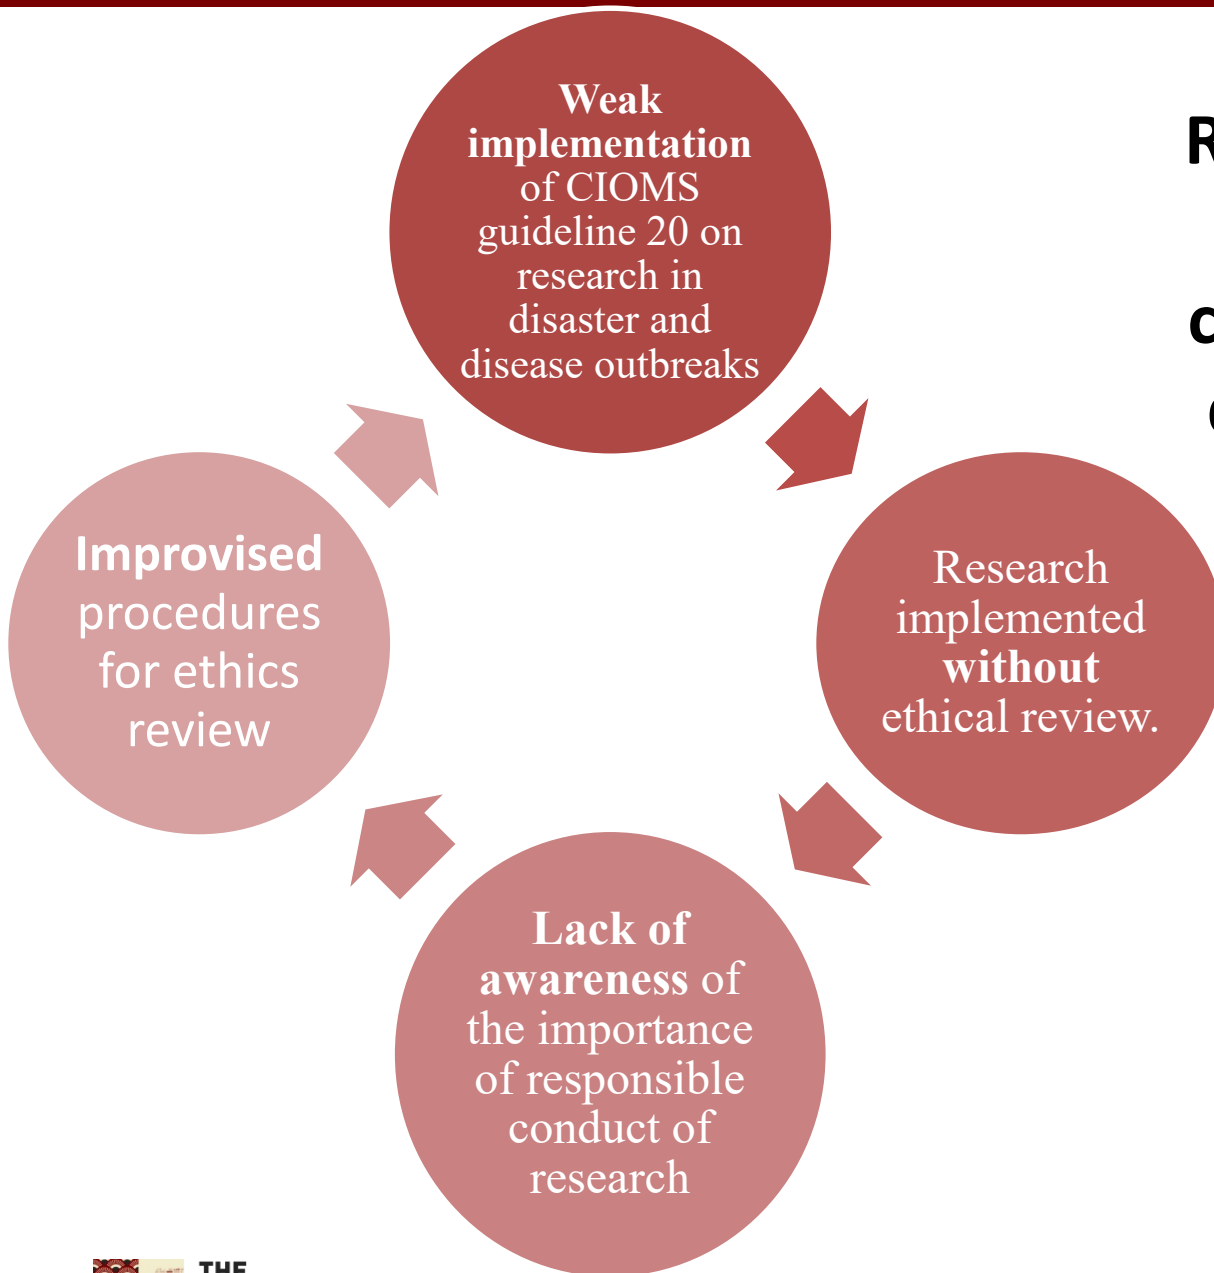 Weak
implementation
of CIOMS
guideline 20 on
research in
disaster and
disease outbreaks
Research
implemented
without
ethical review.
Lack of
awareness of
the importance
of responsible
conduct of
research
Improvised
procedures
for ethics
review
THE